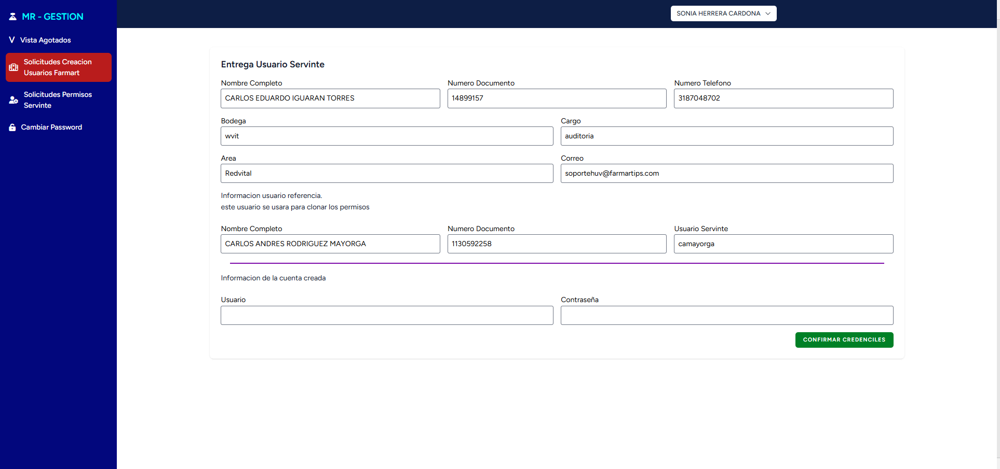 MR - GESTION
SONIA HERRERA CARDONA
V Vista Agotados
Solicitudes Creacion
Usuarios Farmart
Solicitudes Permisos
Servinte
Cambiar Password
Entrega Usuario Servinte
Nombre Completo Numero Documento Numero Telefono
CARLOS EDUARDO IGUARAN TORRES 14899157 3187048702
Bodega Cargo
wvit auditoria
Area Correo
Redvital soportehuv@farmartips.com
Informacion usuario referencia.
este usuario se usara para clonar los permisos
Nombre Completo Numero Documento Usuario Servinte
CARLOS ANDRES RODRIGUEZ MAYORGA 1130592258 camayorga
Informacion de la cuenta creada
Usuario Contraseña
CONFIRMAR CREDENCILES